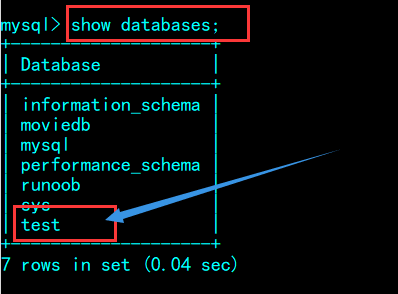 mysql> show databases;
+--------------------+
| Database           |
+--------------------+
| information_schema |
| moviedb            |
| mysql              |
| performance_schema |
| runoob             |
| sys                |
| test               |
+--------------------+
7 rows in set (0.04 sec)